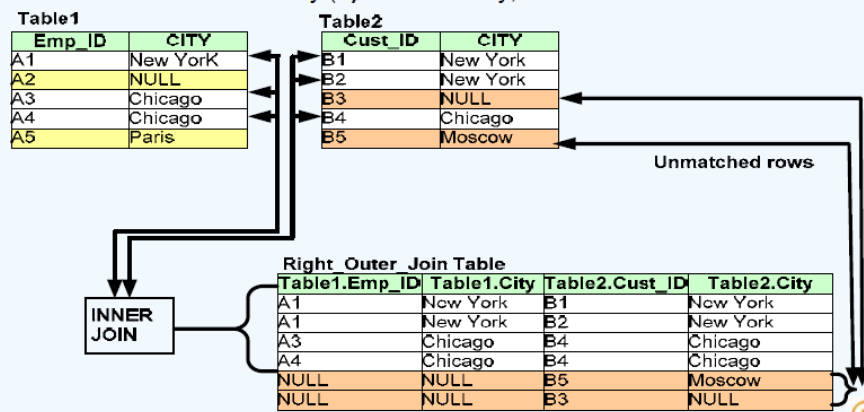 Table1
Table2
Emp_ID CITY
Cust_ID CITY
A1 New YorK
B1 New York
A2 NULL
B2 New York
A3 Chicago
B3 NULL
A4 Chicago
B4 Chicago
A5 Paris
B5 Moscow
Unmatched rows
Right_Outer_Join Table
Table1.Emp_ID Table1.City Table2.Cust_ID Table2.City
A1 New York B1 New York
A1 New York B2 New York
A3 Chicago B4 Chicago
A4 Chicago B4 Chicago
NULL NULL B5 Moscow
NULL NULL B3 NULL
INNER
JOIN